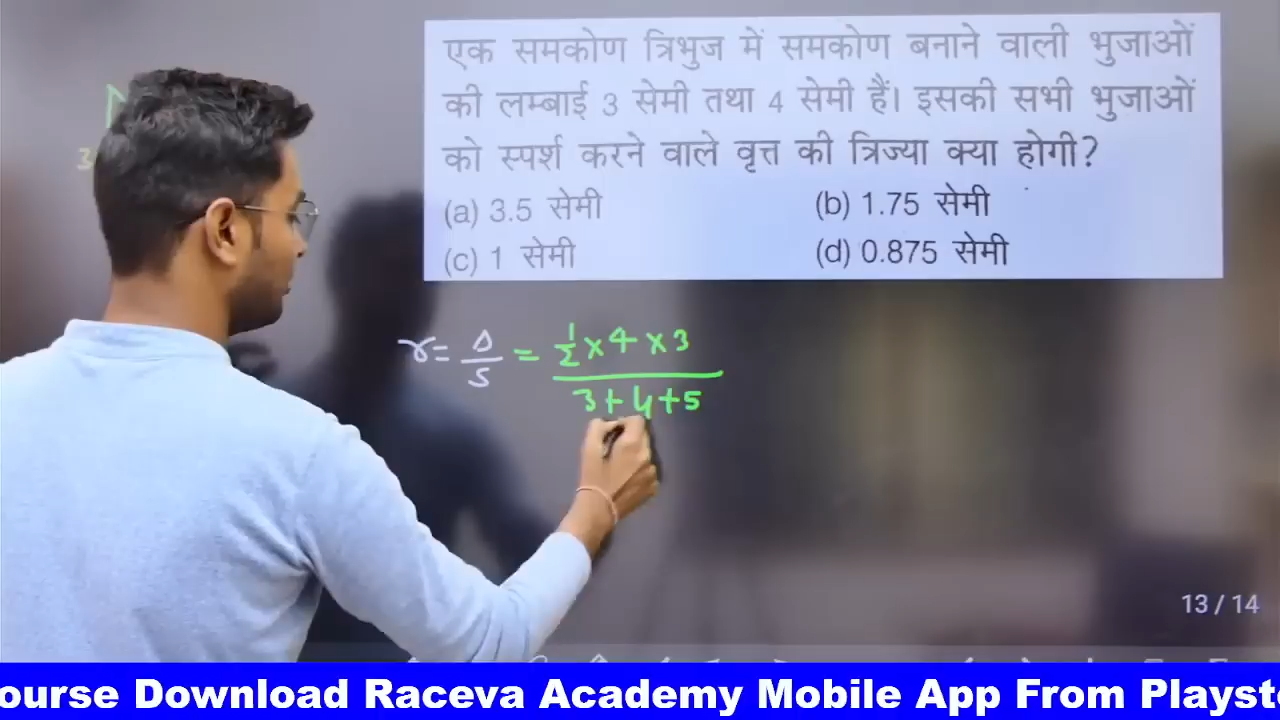 एक समकोण त्रिभुज में समकोण बनाने वाली भुजाओं
की लम्बाई 3 सेमी तथा 4 सेमी हैं। इसकी सभी भुजाओं
को स्पर्श करने वाले वृत्त की त्रिज्या क्या होगी?
(a) 3.5 सेमी (b) 1.75 सेमी
(c) 1 सेमी (d) 0.875 सेमी
3
r = Δ/s = ½ × 4 × 3
3 + 4 + 5
13 / 14
ourse Download Raceva Academy Mobile App From Playst